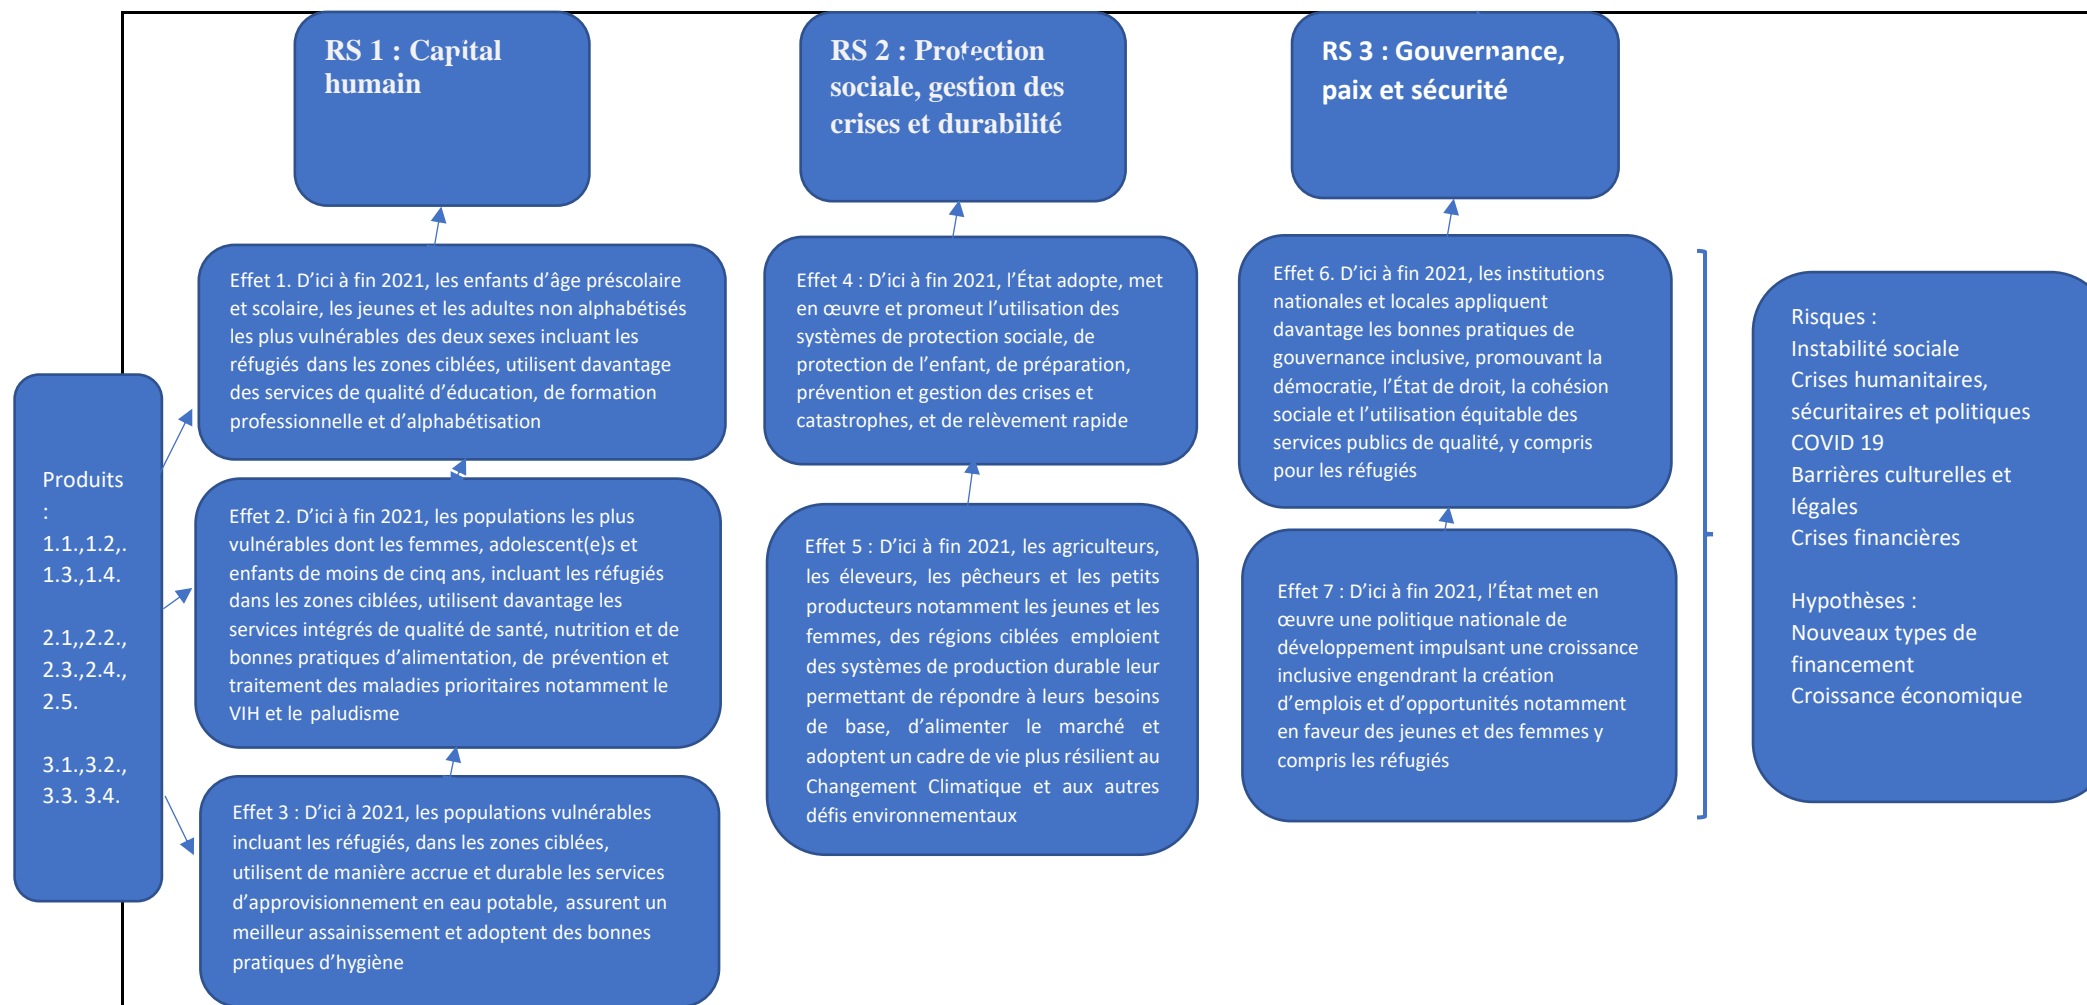 RS 1 : Capital
humain
RS 2 : Protection
sociale, gestion des
crises et durabilité
RS 3 : Gouvernance,
paix et sécurité
Produits
:
1.1.,1.2,.
1.3.,1.4.
2.1,,2.2.,
2.3.,2.4.,
2.5.
3.1.,3.2.,
3.3. 3.4.
Effet 1. D’ici à fin 2021, les enfants d’âge préscolaire
et scolaire, les jeunes et les adultes non alphabétisés
les plus vulnérables des deux sexes incluant les
réfugiés dans les zones ciblées, utilisent davantage
des services de qualité d’éducation, de formation
professionnelle et d’alphabétisation
Effet 2. D’ici à fin 2021, les populations les plus
vulnérables dont les femmes, adolescent(e)s et
enfants de moins de cinq ans, incluant les réfugiés
dans les zones ciblées, utilisent davantage les
services intégrés de qualité de santé, nutrition et de
bonnes pratiques d’alimentation, de prévention et
traitement des maladies prioritaires notamment le
VIH et le paludisme
Effet 3 : D’ici à 2021, les populations vulnérables
incluant les réfugiés, dans les zones ciblées,
utilisent de manière accrue et durable les services
d’approvisionnement en eau potable, assurent un
meilleur assainissement et adoptent des bonnes
pratiques d’hygiène
Effet 4 : D’ici à fin 2021, l’État adopte, met
en œuvre et promeut l’utilisation des
systèmes de protection sociale, de
protection de l’enfant, de préparation,
prévention et gestion des crises et
catastrophes, et de relèvement rapide
Effet 5 : D’ici à fin 2021, les agriculteurs,
les éleveurs, les pêcheurs et les petits
producteurs notamment les jeunes et les
femmes, des régions ciblées emploient
des systèmes de production durable leur
permettant de répondre à leurs besoins
de base, d’alimenter le marché et
adoptent un cadre de vie plus résilient au
Changement Climatique et aux autres
défis environnementaux
Effet 6. D’ici à fin 2021, les institutions
nationales et locales appliquent
davantage les bonnes pratiques de
gouvernance inclusive, promouvant la
démocratie, l’État de droit, la cohésion
sociale et l’utilisation équitable des
services publics de qualité, y compris
pour les réfugiés
Effet 7 : D’ici à fin 2021, l’État met en
œuvre une politique nationale de
développement impulsant une croissance
inclusive engendrant la création
d’emplois et d’opportunités notamment
en faveur des jeunes et des femmes y
compris les réfugiés
Risques :
Instabilité sociale
Crises humanitaires,
sécuritaires et politiques
COVID 19
Barrières culturelles et
légales
Crises financières
Hypothèses :
Nouveaux types de
financement
Croissance économique